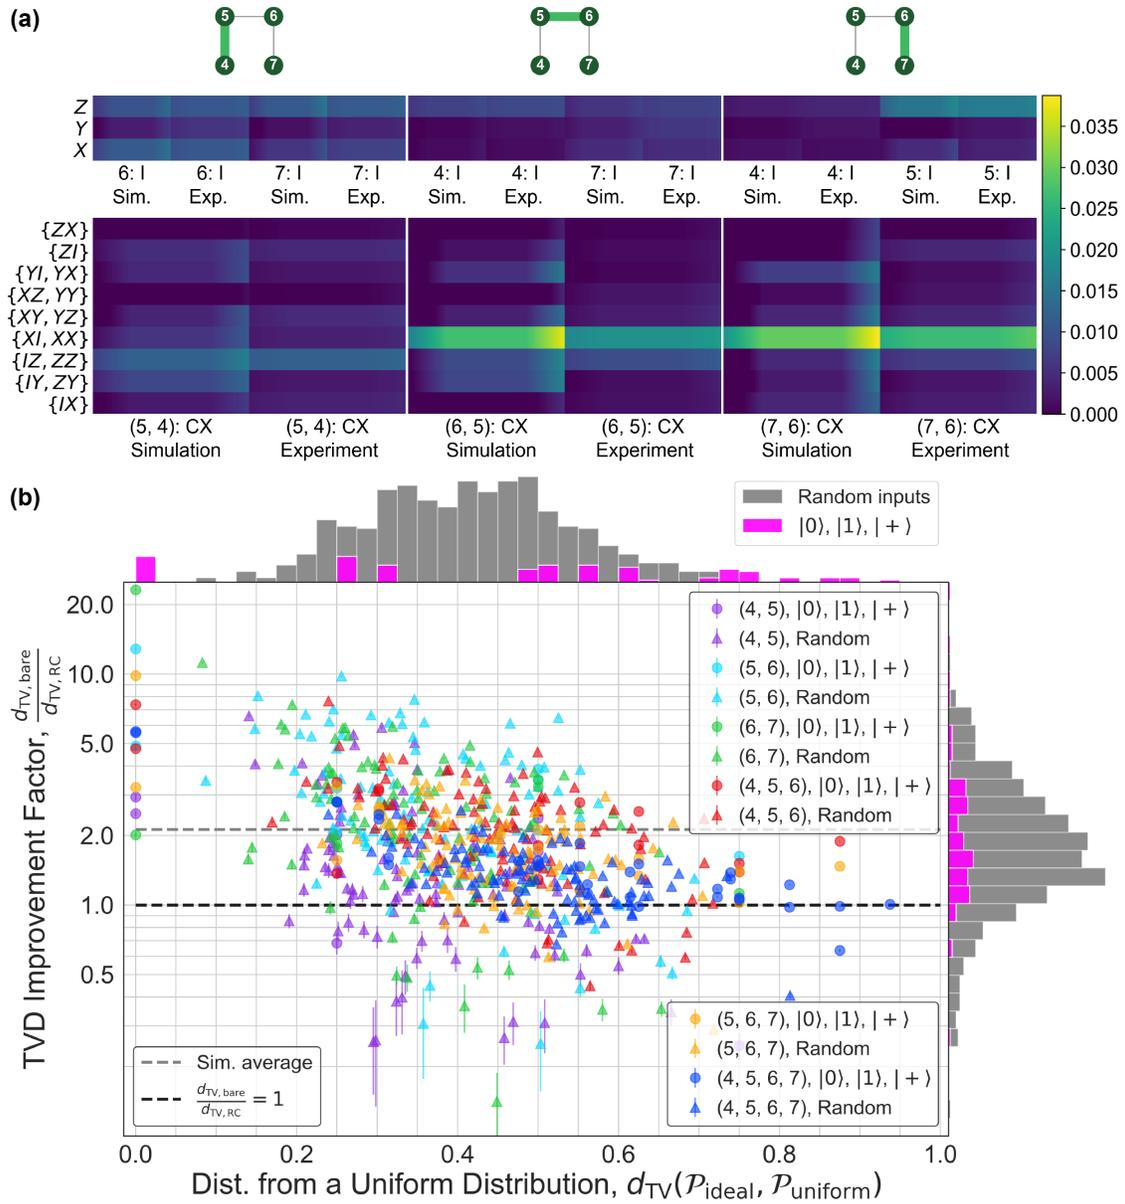 (a)
5 6 5 6 5 6
4 7 4 7 4 7
Z
Y
X
6: I 6: I 7: I 7: I 4: I 4: I 7: I 7: I 4: I 4: I 5: I 5: I
Sim. Exp. Sim. Exp. Sim. Exp. Sim. Exp. Sim. Exp. Sim. Exp.
{ZX}
{ZI}
{YI, YX}
{XZ, YY}
{XY, YZ}
{XI, XX}
{IZ, ZZ}
{IY, ZY}
{IX}
(5, 4): CX (5, 4): CX (6, 5): CX (6, 5): CX (7, 6): CX (7, 6): CX
Simulation Experiment Simulation Experiment Simulation Experiment
0.035
0.030
0.025
0.020
0.015
0.010
0.005
0.000
(b)
Random inputs
|0⟩, |1⟩, |+⟩
TVD Improvement Factor, d_TV, bare / d_TV, RC
20.0
10.0
5.0
2.0
1.0
0.5
(4, 5), |0⟩, |1⟩, |+⟩
(4, 5), Random
(5, 6), |0⟩, |1⟩, |+⟩
(5, 6), Random
(6, 7), |0⟩, |1⟩, |+⟩
(6, 7), Random
(4, 5, 6), |0⟩, |1⟩, |+⟩
(4, 5, 6), Random
(5, 6, 7), |0⟩, |1⟩, |+⟩
(5, 6, 7), Random
(4, 5, 6, 7), |0⟩, |1⟩, |+⟩
(4, 5, 6, 7), Random
Sim. average
d_TV, bare / d_TV, RC = 1
0.0 0.2 0.4 0.6 0.8 1.0
Dist. from a Uniform Distribution, d_TV(𝒫_ideal, 𝒫_uniform)